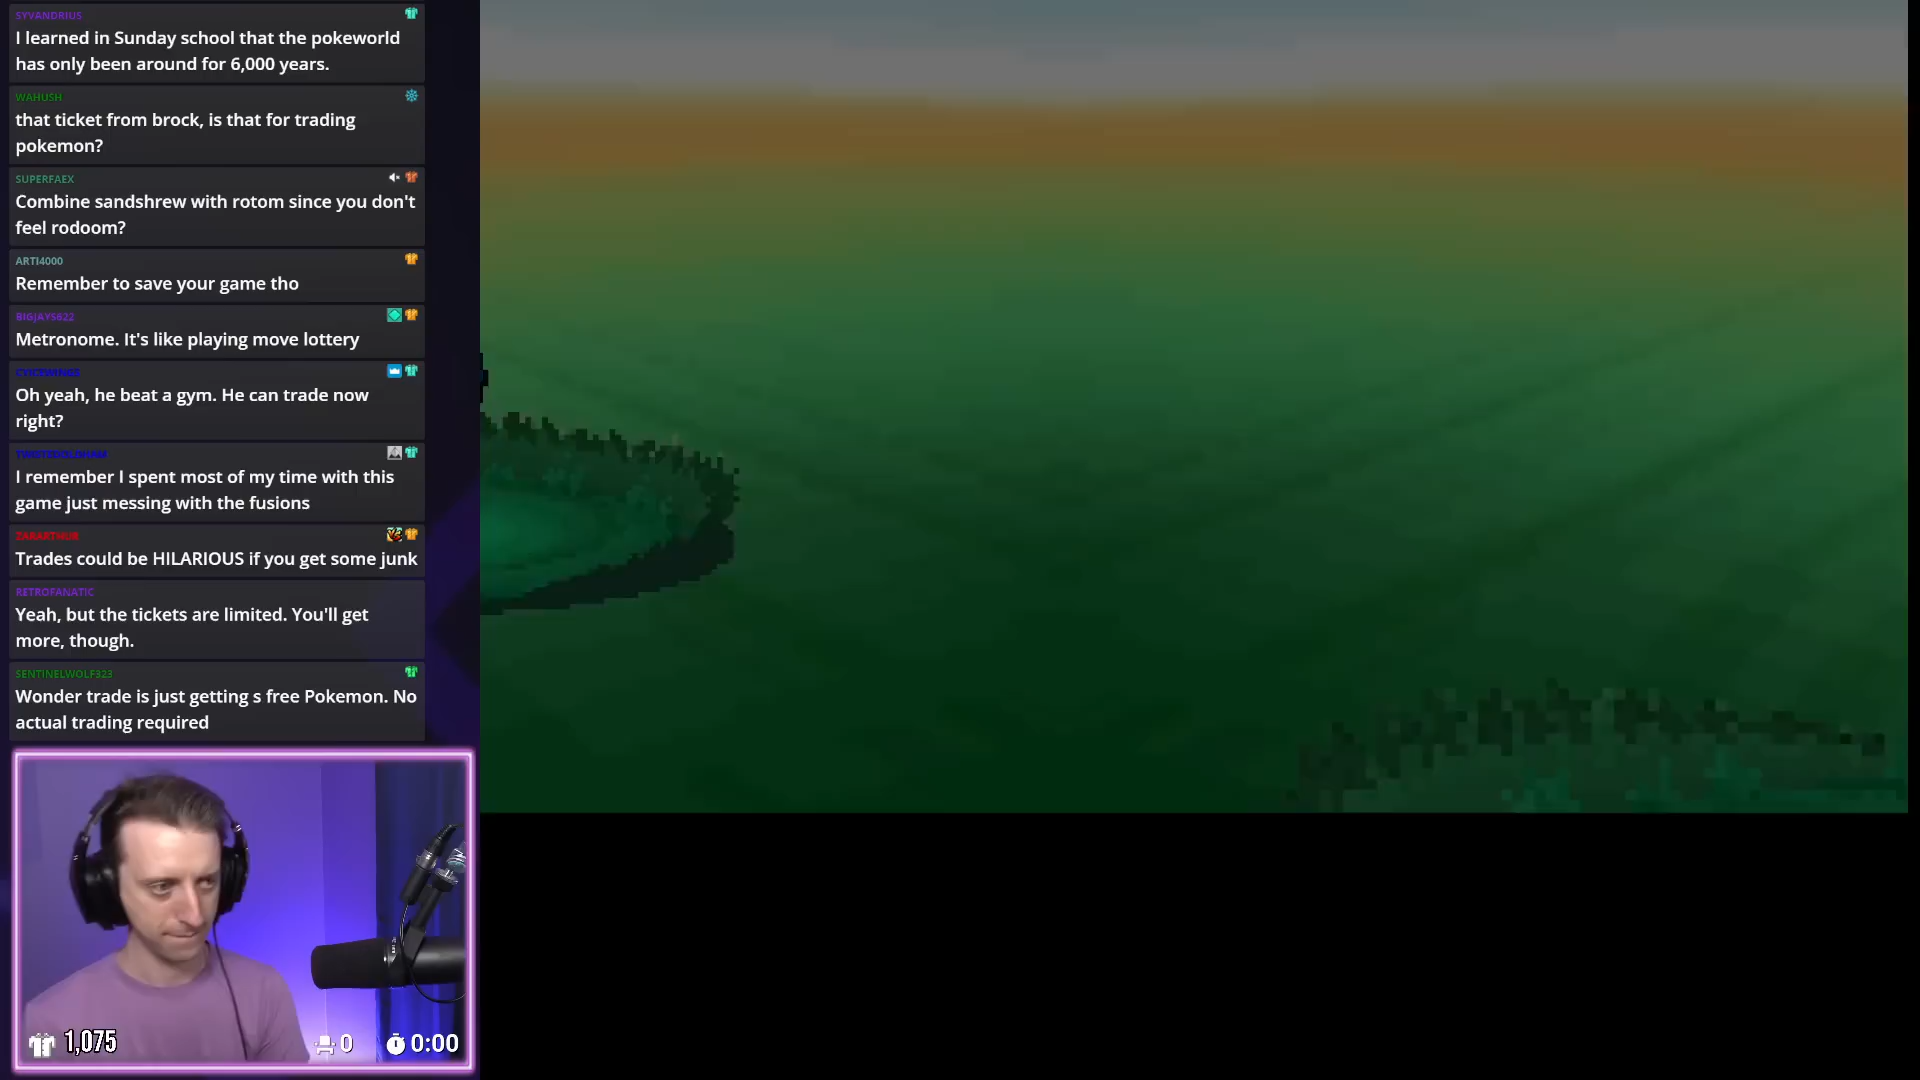 SYVANDRIUS
I learned in Sunday school that the pokeworld
has only been around for 6,000 years.
WAHUSH
that ticket from brock, is that for trading
pokemon?
SUPERFAEX
Combine sandshrew with rotom since you don't
feel rodoom?
ARTI4000
Remember to save your game tho
BIGJAYS622
Metronome. It's like playing move lottery
Oh yeah, he beat a gym. He can trade now
right?
I remember I spent most of my time with this
game just messing with the fusions
ZARARTHUR
Trades could be HILARIOUS if you get some junk
RETROFANATIC
Yeah, but the tickets are limited. You'll get
more, though.
SENTINELWOLF323
Wonder trade is just getting s free Pokemon. No
actual trading required
1,075
0
0:00